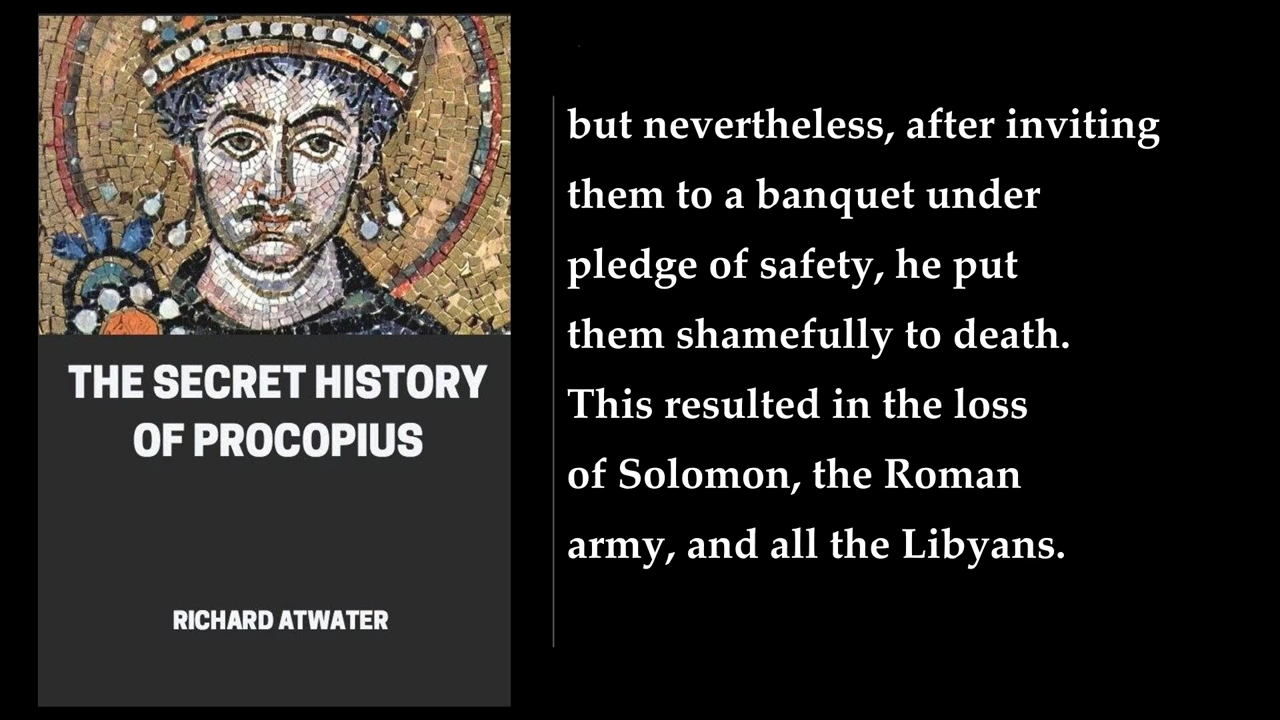 THE SECRET HISTORY
OF PROCOPIUS
RICHARD ATWATER
but nevertheless, after inviting
them to a banquet under
pledge of safety, he put
them shamefully to death.
This resulted in the loss
of Solomon, the Roman
army, and all the Libyans.